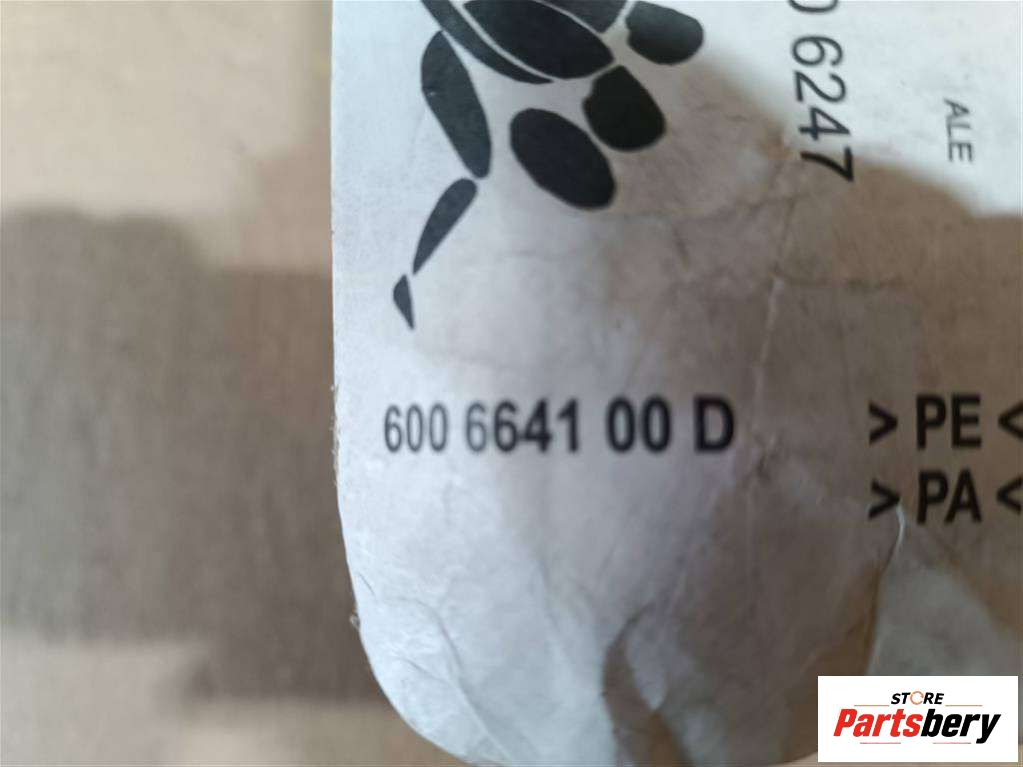 0 6247
ALE
600 6641 00 D
> PE <
> PA <
STORE
Partsbery